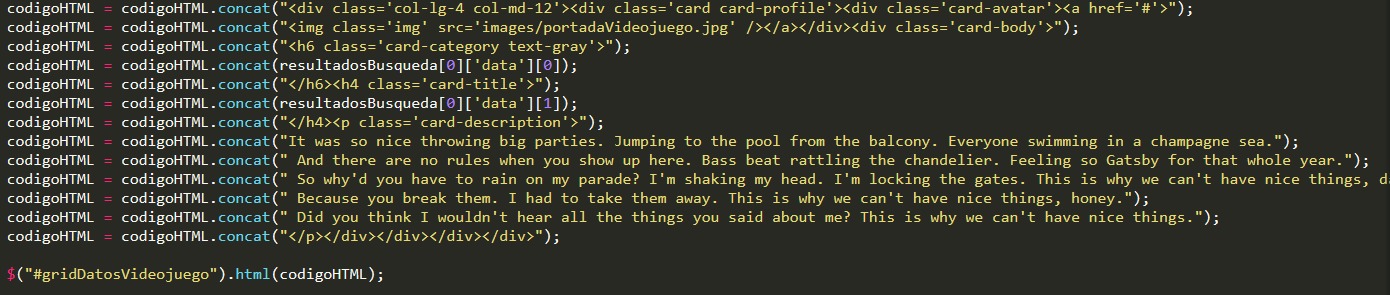 codigoHTML = codigoHTML.concat("<div class='col-lg-4 col-md-12'><div class='card card-profile'><div class='card-avatar'><a href='#'>");
codigoHTML = codigoHTML.concat("<img class='img' src='images/portadaVideojuego.jpg' /></a></div><div class='card-body'>");
codigoHTML = codigoHTML.concat("<h6 class='card-category text-gray'>");
codigoHTML = codigoHTML.concat(resultadosBusqueda[0]['data'][0]);
codigoHTML = codigoHTML.concat("</h6><h4 class='card-title'>");
codigoHTML = codigoHTML.concat(resultadosBusqueda[0]['data'][1]);
codigoHTML = codigoHTML.concat("</h4><p class='card-description'>");
codigoHTML = codigoHTML.concat("It was so nice throwing big parties. Jumping to the pool from the balcony. Everyone swimming in a champagne sea.");
codigoHTML = codigoHTML.concat(" And there are no rules when you show up here. Bass beat rattling the chandelier. Feeling so Gatsby for that whole year.");
codigoHTML = codigoHTML.concat(" So why'd you have to rain on my parade? I'm shaking my head. I'm locking the gates. This is why we can't have nice things, da
codigoHTML = codigoHTML.concat(" Because you break them. I had to take them away. This is why we can't have nice things, honey.");
codigoHTML = codigoHTML.concat(" Did you think I wouldn't hear all the things you said about me? This is why we can't have nice things.");
codigoHTML = codigoHTML.concat("</p></div></div></div></div>");
$("#gridDatosVideojuego").html(codigoHTML);